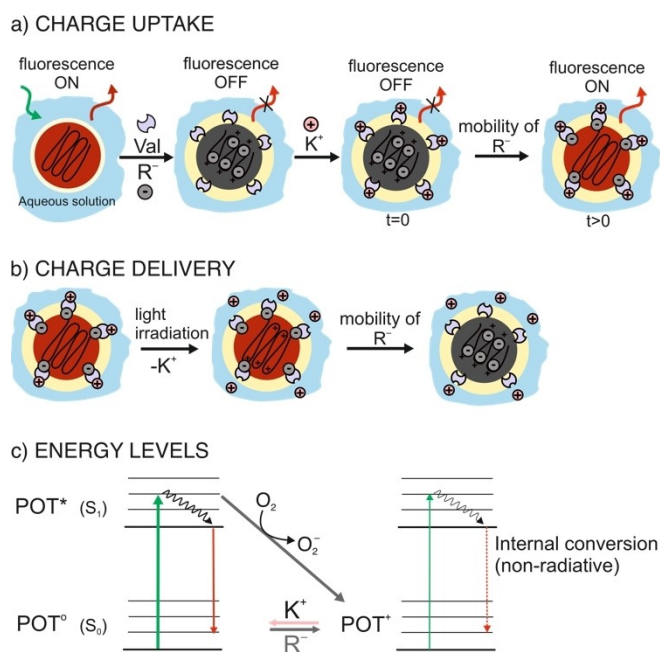 a) CHARGE UPTAKE
fluorescence
ON
fluorescence
OFF
fluorescence
OFF
fluorescence
ON
Val
R⁻
K⁺
mobility of
R⁻
Aqueous solution
t=0
t>0
b) CHARGE DELIVERY
light
irradiation
-K⁺
mobility of
R⁻
c) ENERGY LEVELS
POT* (S₁)
O₂
O₂⁻
Internal conversion
(non-radiative)
POT° (S₀)
K⁺
R⁻
POT⁺